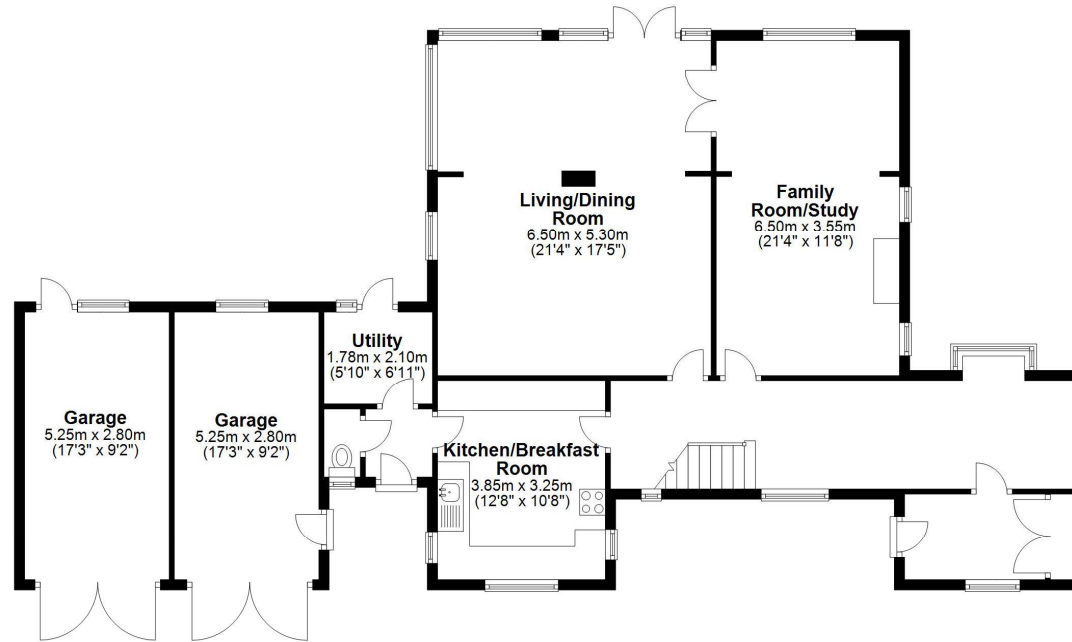 Living/Dining
Room
6.50m x 5.30m
(21'4" x 17'5")
Family
Room/Study
6.50m x 3.55m
(21'4" x 11'8")
Utility
1.78m x 2.10m
(5'10" x 6'11")
Garage
5.25m x 2.80m
(17'3" x 9'2")
Garage
5.25m x 2.80m
(17'3" x 9'2")
Kitchen/Breakfast
Room
3.85m x 3.25m
(12'8" x 10'8")